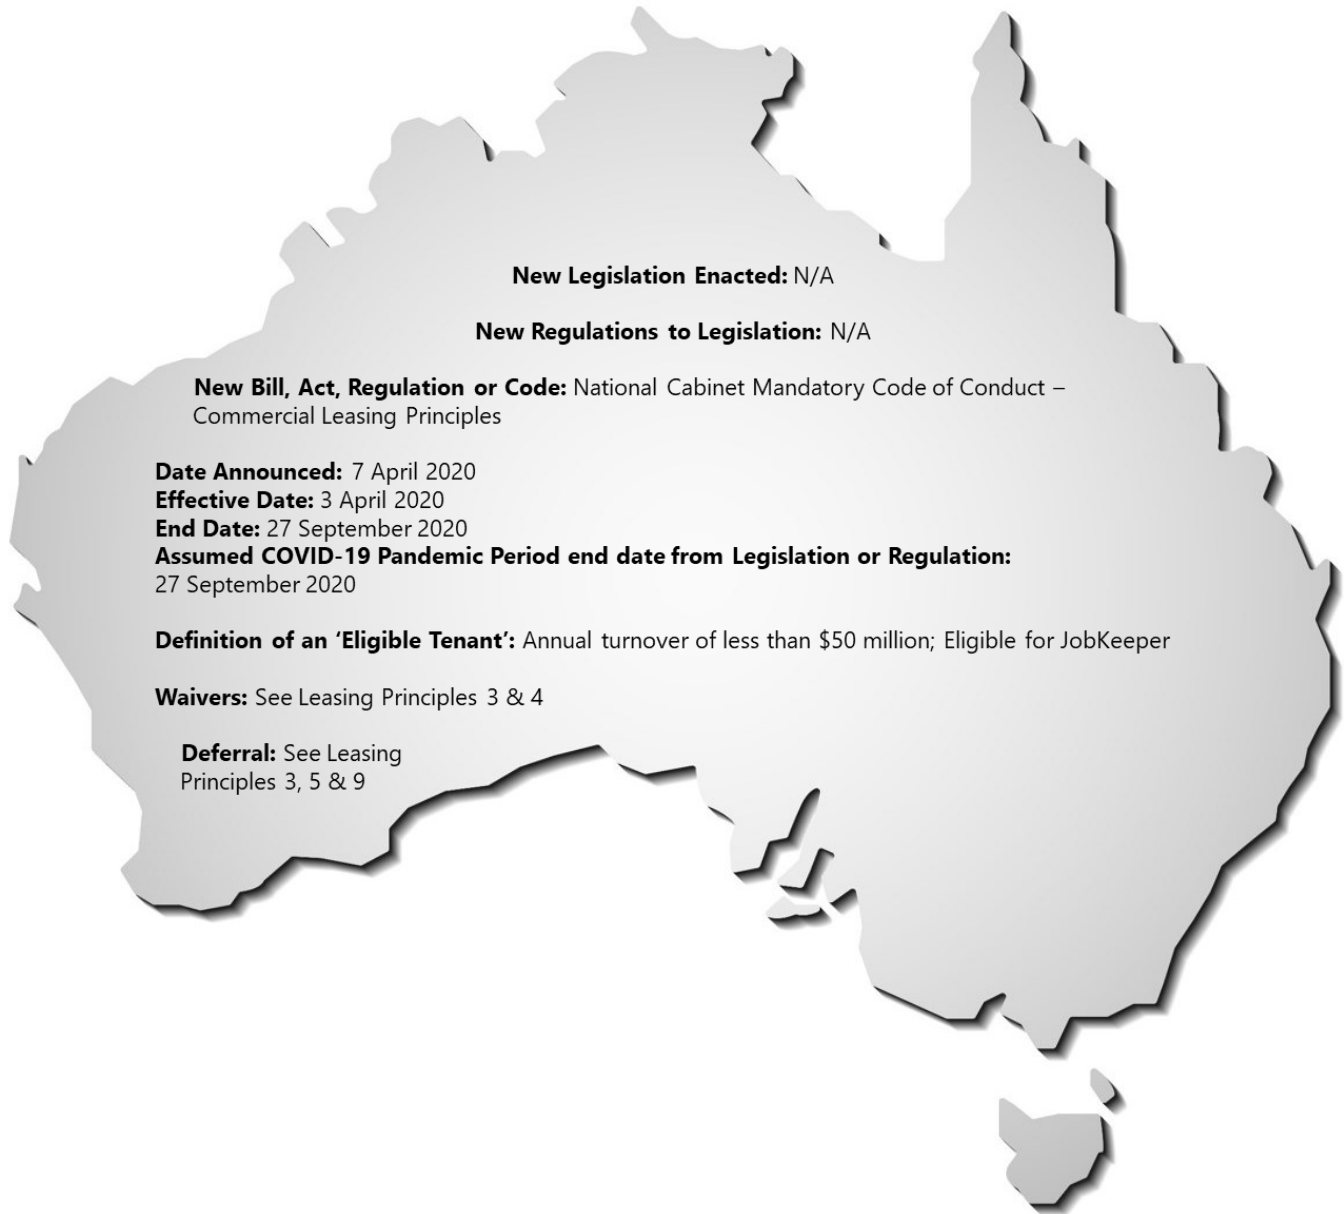 New Legislation Enacted: N/A
New Regulations to Legislation: N/A
New Bill, Act, Regulation or Code: National Cabinet Mandatory Code of Conduct –
Commercial Leasing Principles
Date Announced: 7 April 2020
Effective Date: 3 April 2020
End Date: 27 September 2020
Assumed COVID-19 Pandemic Period end date from Legislation or Regulation:
27 September 2020
Definition of an ‘Eligible Tenant’: Annual turnover of less than $50 million; Eligible for JobKeeper
Waivers: See Leasing Principles 3 & 4
Deferral: See Leasing
Principles 3, 5 & 9